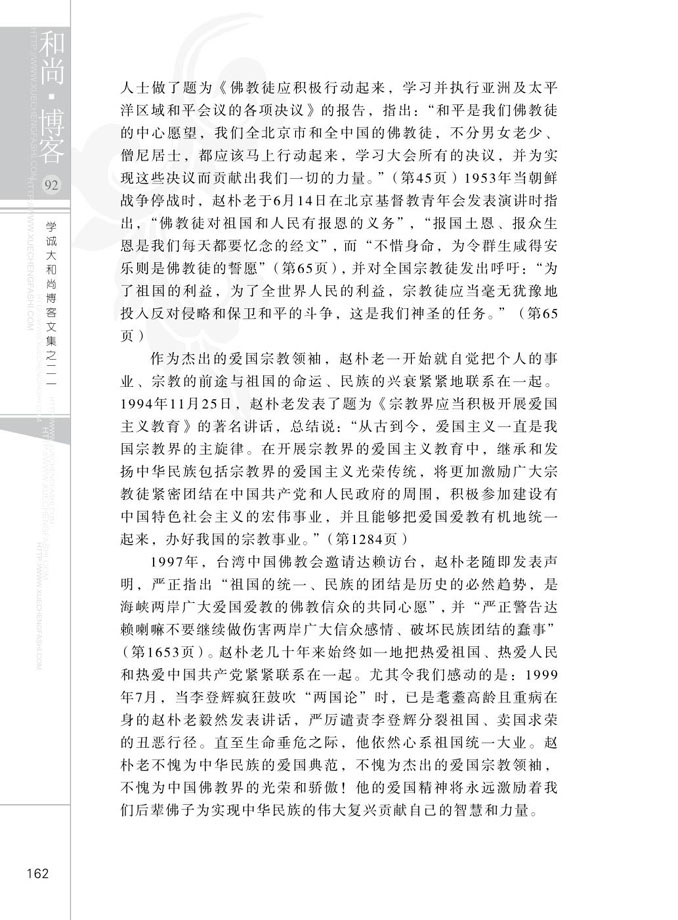 和尚·博客
92
学诚大和尚博客文集之二
人士做了题为《佛教徒应积极行动起来，学习并执行亚洲及太平
洋区域和平会议的各项决议》的报告，指出：“和平是我们佛教徒
的中心愿望，我们全北京市和全中国的佛教徒，不分男女老少、
僧尼居士，都应该马上行动起来，学习大会所有的决议，并为实
现这些决议而贡献出我们一切的力量。”（第45页）1953年当朝鲜
战争停战时，赵朴老于6月14日在北京基督教青年会发表演讲时指
出，“佛教徒对祖国和人民有报恩的义务”，“报国土恩、报众生
恩是我们每天都要忆念的经文”，而“不惜身命，为令群生咸得安
乐则是佛教徒的誓愿”（第65页），并对全国宗教徒发出呼吁：“为
了祖国的利益，为了全世界人民的利益，宗教徒应当毫无犹豫地
投入反对侵略和保卫和平的斗争，这是我们神圣的任务。”（第65
页）
作为杰出的爱国宗教领袖，赵朴老一开始就自觉把个人的事
业、宗教的前途与祖国的命运、民族的兴衰紧紧地联系在一起。
1994年11月25日，赵朴老发表了题为《宗教界应当积极开展爱国
主义教育》的著名讲话，总结说：“从古到今，爱国主义一直是我
国宗教界的主旋律。在开展宗教界的爱国主义教育中，继承和发
扬中华民族包括宗教界的爱国主义光荣传统，将更加激励广大宗
教徒紧密团结在中国共产党和人民政府的周围，积极参加建设有
中国特色社会主义的宏伟事业，并且能够把爱国爱教有机地统一
起来，办好我国的宗教事业。”（第1284页）
1997年，台湾中国佛教会邀请达赖访台，赵朴老随即发表声
明，严正指出“祖国的统一、民族的团结是历史的必然趋势，是
海峡两岸广大爱国爱教的佛教信众的共同心愿”，并“严正警告达
赖喇嘛不要继续做伤害两岸广大信众感情、破坏民族团结的蠢事”
（第1653页）。赵朴老几十年来始终如一地把热爱祖国、热爱人民
和热爱中国共产党紧紧联系在一起。尤其令我们感动的是：1999
年7月，当李登辉疯狂鼓吹“两国论”时，已是耄耋高龄且重病在
身的赵朴老毅然发表讲话，严厉谴责李登辉分裂祖国、卖国求荣
的丑恶行径。直至生命垂危之际，他依然心系祖国统一大业。赵
朴老不愧为中华民族的爱国典范，不愧为杰出的爱国宗教领袖，
不愧为中国佛教界的光荣和骄傲！他的爱国精神将永远激励着我
们后辈佛子为实现中华民族的伟大复兴贡献自己的智慧和力量。
162